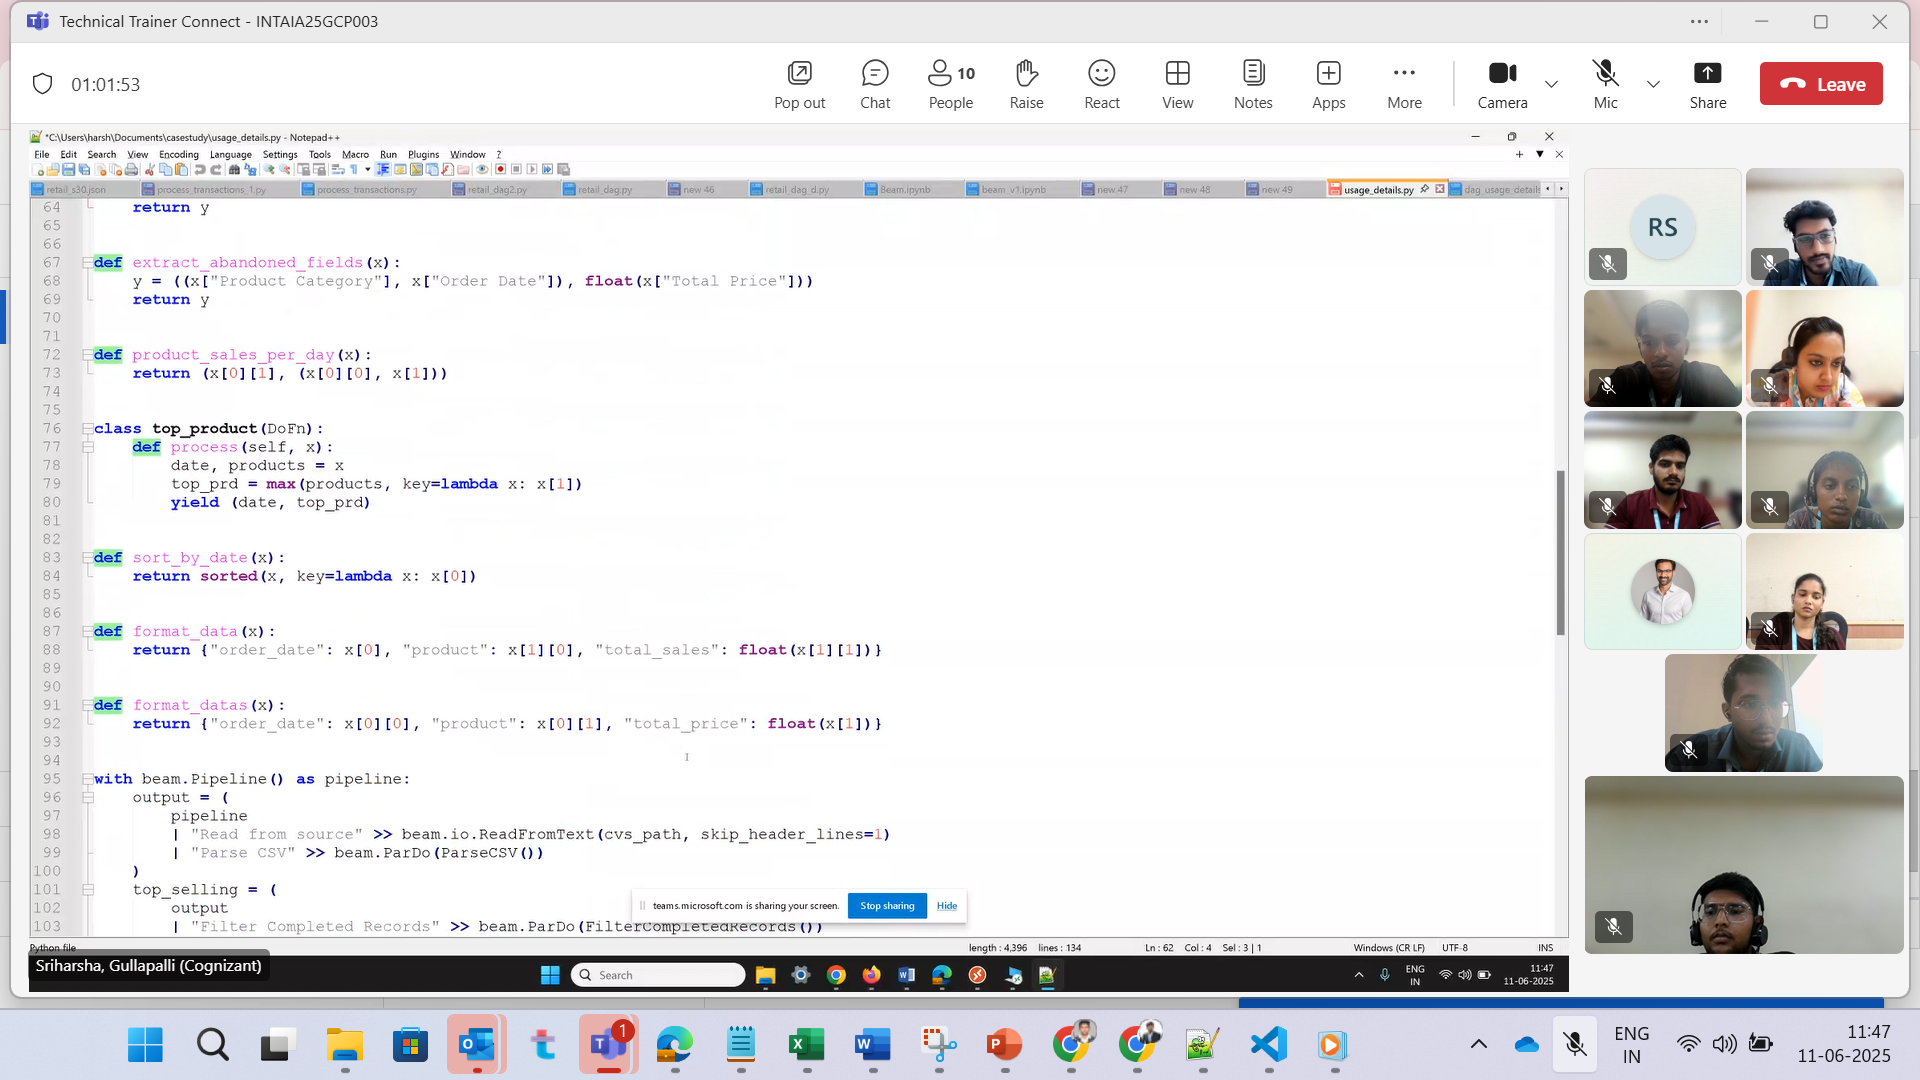 Technical Trainer Connect - INTAIA25GCP003
01:01:53
Pop out
Chat
People 10
Raise
React
View
Notes
Apps
More
Camera
Mic
Share
Leave
*C:\Users\harsh\Documents\casestudy\usage_details.py - Notepad++
File Edit Search View Encoding Language Settings Tools Macro Run Plugins Window ?
retail_s30.json process_transactions_1.py process_transactions.py retail_dag2.py retail_dag.py new 46 retail_dag_d.py Beam.ipynb beam_v1.ipynb new 47 new 48 new 49 usage_details.py dag_usage_details
64 return y
65
66
67 def extract_abandoned_fields(x):
68 y = ((x["Product Category"], x["Order Date"]), float(x["Total Price"]))
69 return y
70
71
72 def product_sales_per_day(x):
73 return (x[0][1], (x[0][0], x[1]))
74
75
76 class top_product(DoFn):
77 def process(self, x):
78 date, products = x
79 top_prd = max(products, key=lambda x: x[1])
80 yield (date, top_prd)
81
82
83 def sort_by_date(x):
84 return sorted(x, key=lambda x: x[0])
85
86
87 def format_data(x):
88 return {"order_date": x[0], "product": x[1][0], "total_sales": float(x[1][1])}
89
90
91 def format_datas(x):
92 return {"order_date": x[0][0], "product": x[0][1], "total_price": float(x[1])}
93
94
95 with beam.Pipeline() as pipeline:
96 output = (
97 pipeline
98 | "Read from source" >> beam.io.ReadFromText(cvs_path, skip_header_lines=1)
99 | "Parse CSV" >> beam.ParDo(ParseCSV())
100 )
101 top_selling = (
102 output
103 | "Filter Completed Records" >> beam.ParDo(FilterCompletedRecords())
teams.microsoft.com is sharing your screen. Stop sharing Hide
Python file length : 4,396 lines : 134 Ln : 62 Col : 4 Sel : 3 | 1 Windows (CR LF) UTF-8 INS
Sriharsha, Gullapalli (Cognizant)
Search
ENG
IN
11:47
11-06-2025
RS
1
ENG
IN
11:47
11-06-2025